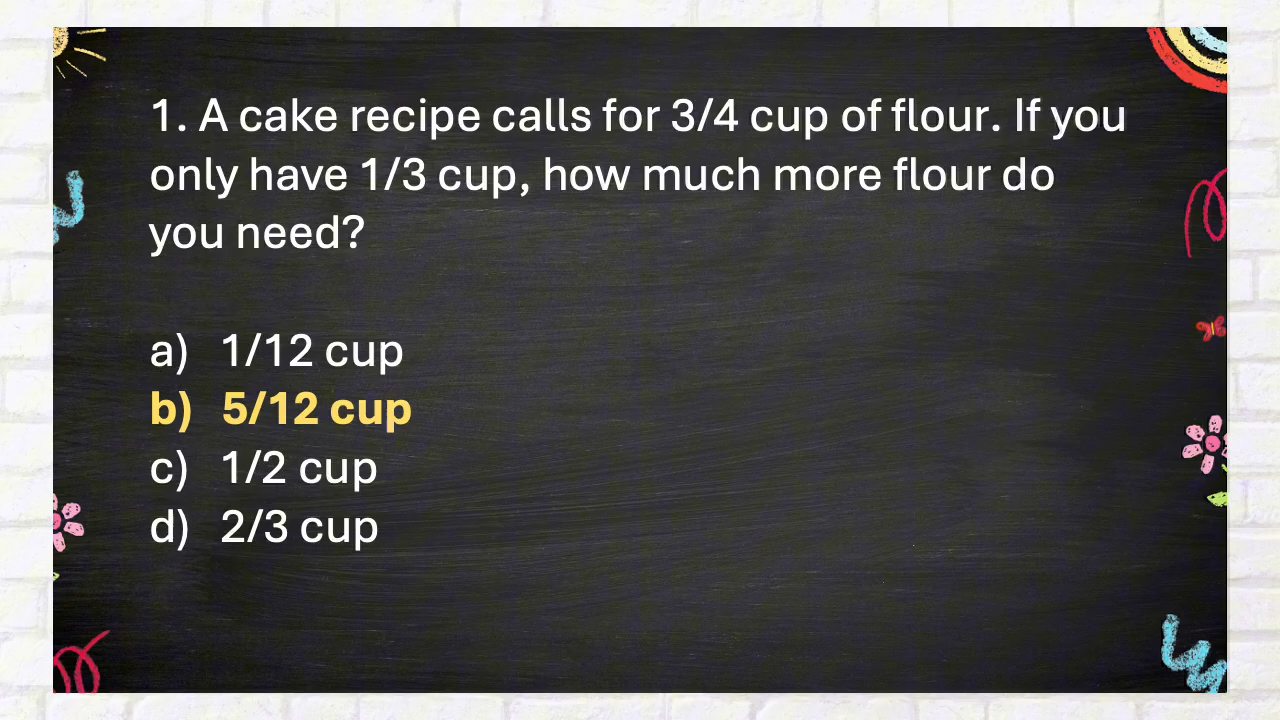 1. A cake recipe calls for 3/4 cup of flour. If you
only have 1/3 cup, how much more flour do
you need?
a) 1/12 cup
b) 5/12 cup
c) 1/2 cup
d) 2/3 cup